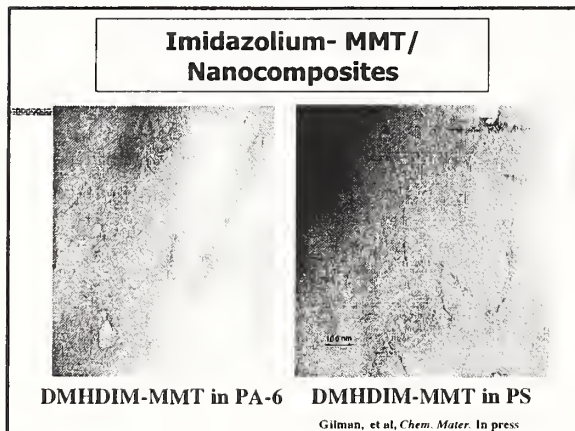 Imidazolium- MMT/
Nanocomposites
100 nm
DMHDIM-MMT in PA-6
DMHDIM-MMT in PS
Gilman, et al, Chem. Mater. In press